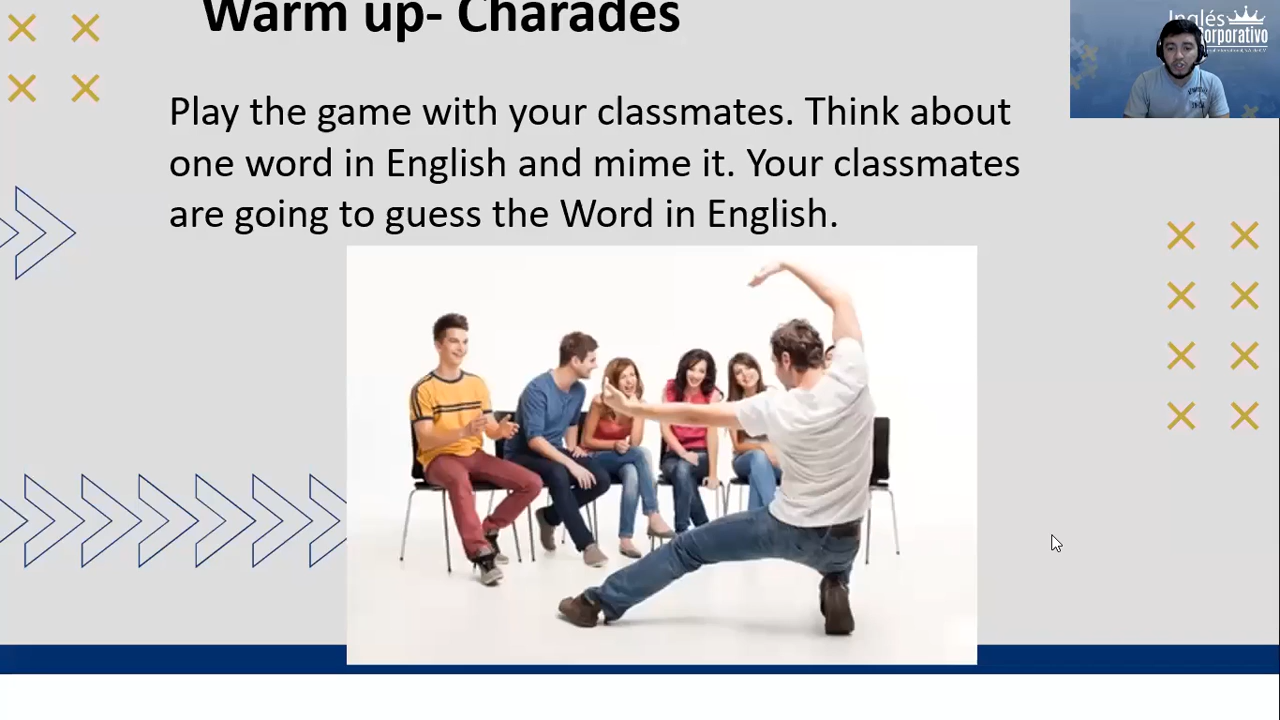 Warm up- Charades
Inglés
orporativo
Play the game with your classmates. Think about
one word in English and mime it. Your classmates
are going to guess the Word in English.